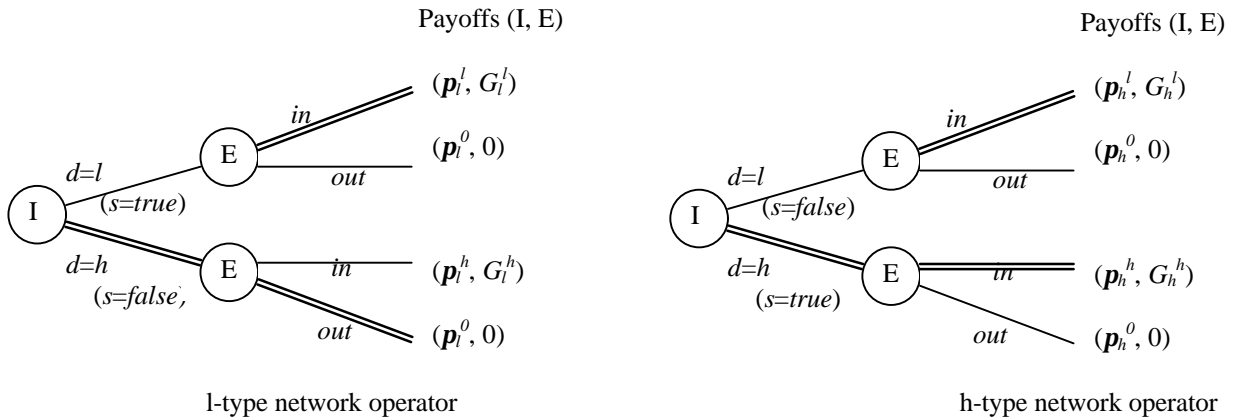 Payoffs (I, E)
(p_l^l, G_l^l)
in
E
(p_l^0, 0)
d=l
out
(s=true)
I
d=h
E
in
(p_l^h, G_l^h)
(s=false)
out
(p_l^0, 0)
l-type network operator
Payoffs (I, E)
(p_h^l, G_h^l)
in
E
(p_h^0, 0)
d=l
out
(s=false)
I
d=h
E
in
(p_h^h, G_h^h)
(s=true)
out
(p_h^0, 0)
h-type network operator